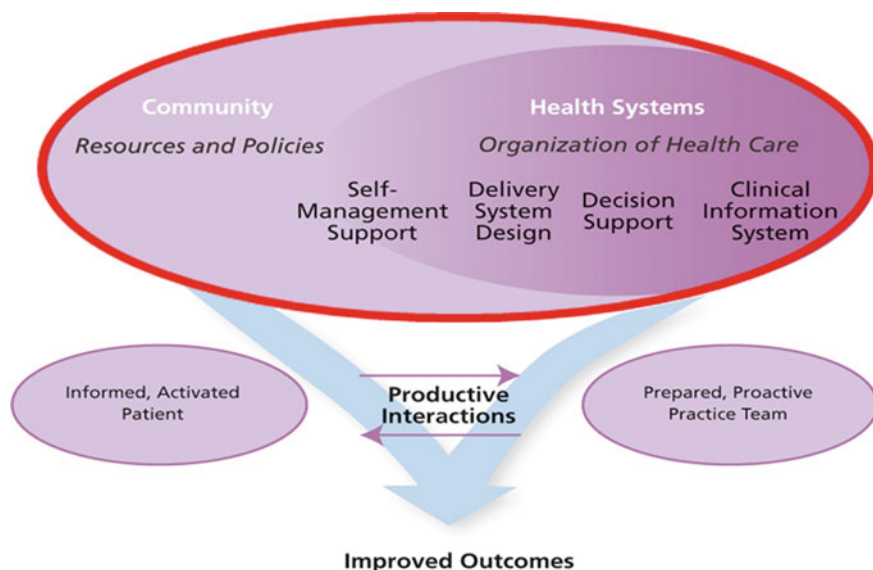 Community
Resources and Policies
Health Systems
Organization of Health Care
Self-
Management
Support
Delivery
System
Design
Decision
Support
Clinical
Information
System
Informed, Activated
Patient
Productive
Interactions
Prepared, Proactive
Practice Team
Improved Outcomes